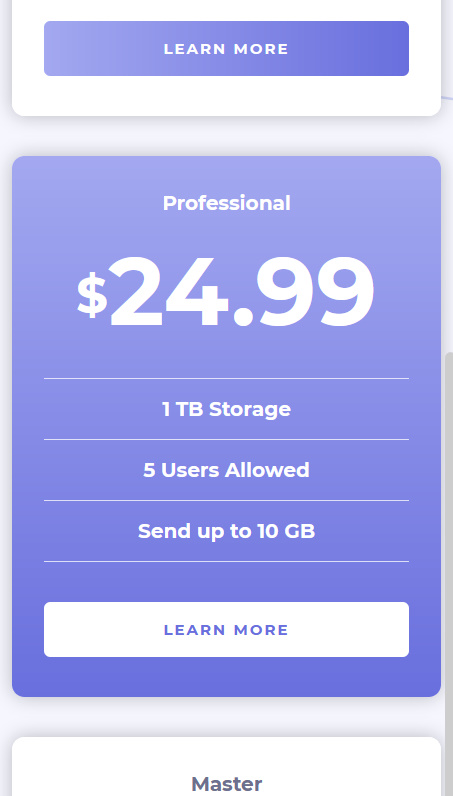 LEARN MORE
Professional
$24.99
1 TB Storage
5 Users Allowed
Send up to 10 GB
LEARN MORE
Master